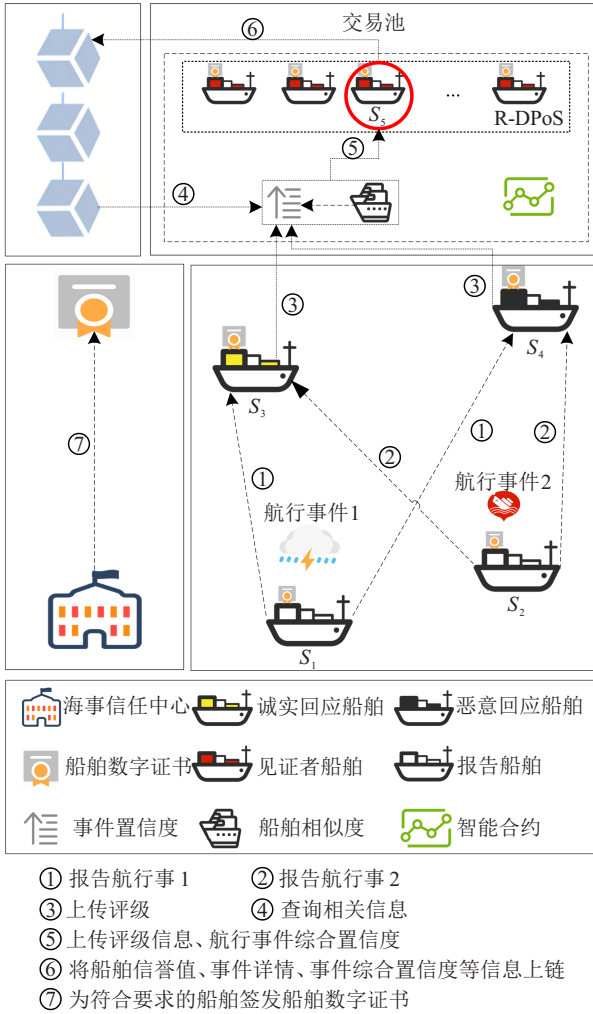 ⑥
交易池
S₅
...
R-DPoS
⑤
④
③
③
S₄
S₃
①
②
⑦
②
①
航行事件1
航行事件2
S₂
S₁
海事信任中心 诚实回应船舶 恶意回应船舶
船舶数字证书 见证者船舶 报告船舶
事件置信度 船舶相似度 智能合约
① 报告航行事1 ② 报告航行事2
③ 上传评级 ④ 查询相关信息
⑤ 上传评级信息、航行事件综合置信度
⑥ 将船舶信誉值、事件详情、事件综合置信度等信息上链
⑦ 为符合要求的船舶签发船舶数字证书